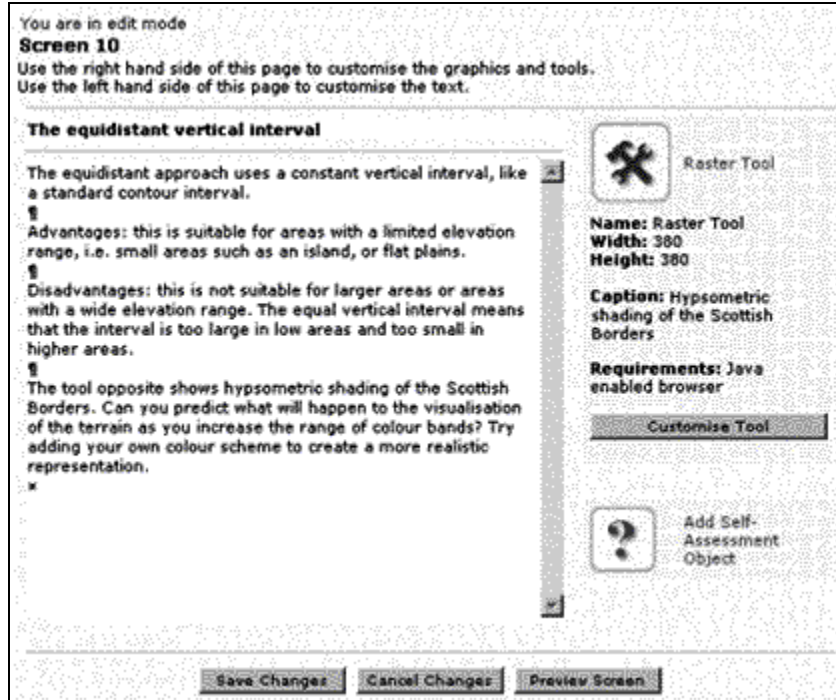 You are in edit mode
Screen 10
Use the right hand side of this page to customise the graphics and tools.
Use the left hand side of this page to customise the text.
The equidistant vertical interval
The equidistant approach uses a constant vertical interval, like
a standard contour interval.
¶
Advantages: this is suitable for areas with a limited elevation
range, i.e. small areas such as an island, or flat plains.
¶
Disadvantages: this is not suitable for larger areas or areas
with a wide elevation range. The equal vertical interval means
that the interval is too large in low areas and too small in
higher areas.
¶
The tool opposite shows hypsometric shading of the Scottish
Borders. Can you predict what will happen to the visualisation
of the terrain as you increase the range of colour bands? Try
adding your own colour scheme to create a more realistic
representation.
¤
Raster Tool
Name: Raster Tool
Width: 380
Height: 380
Caption: Hypsometric
shading of the Scottish
Borders
Requirements: Java
enabled browser
Customise Tool
?
Add Self-
Assessment
Object
Save Changes
Cancel Changes
Preview Screen